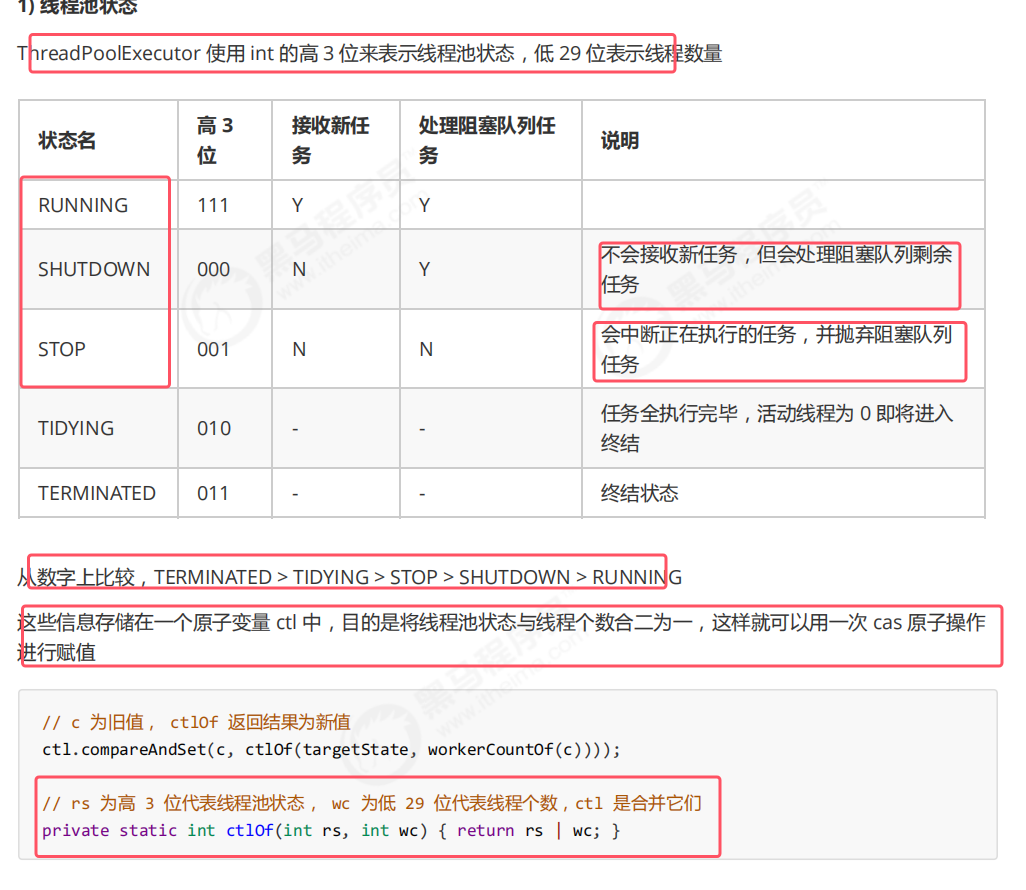 1) 线程池状态
ThreadPoolExecutor 使用 int 的高 3 位来表示线程池状态，低 29 位表示线程数量
状态名 高 3 位 接收新任务 处理阻塞队列任务 说明
RUNNING 111 Y Y
SHUTDOWN 000 N Y 不会接收新任务，但会处理阻塞队列剩余任务
STOP 001 N N 会中断正在执行的任务，并抛弃阻塞队列任务
TIDYING 010 - - 任务全执行完毕，活动线程为 0 即将进入终结
TERMINATED 011 - - 终结状态
从数字上比较，TERMINATED > TIDYING > STOP > SHUTDOWN > RUNNING
这些信息存储在一个原子变量 ctl 中，目的是将线程池状态与线程个数合二为一，这样就可以用一次 cas 原子操作
进行赋值
// c 为旧值， ctlOf 返回结果为新值
ctl.compareAndSet(c, ctlOf(targetState, workerCountOf(c))));
// rs 为高 3 位代表线程池状态， wc 为低 29 位代表线程个数，ctl 是合并它们
private static int ctlOf(int rs, int wc) { return rs | wc; }
黑马程序员
www.itheima.com